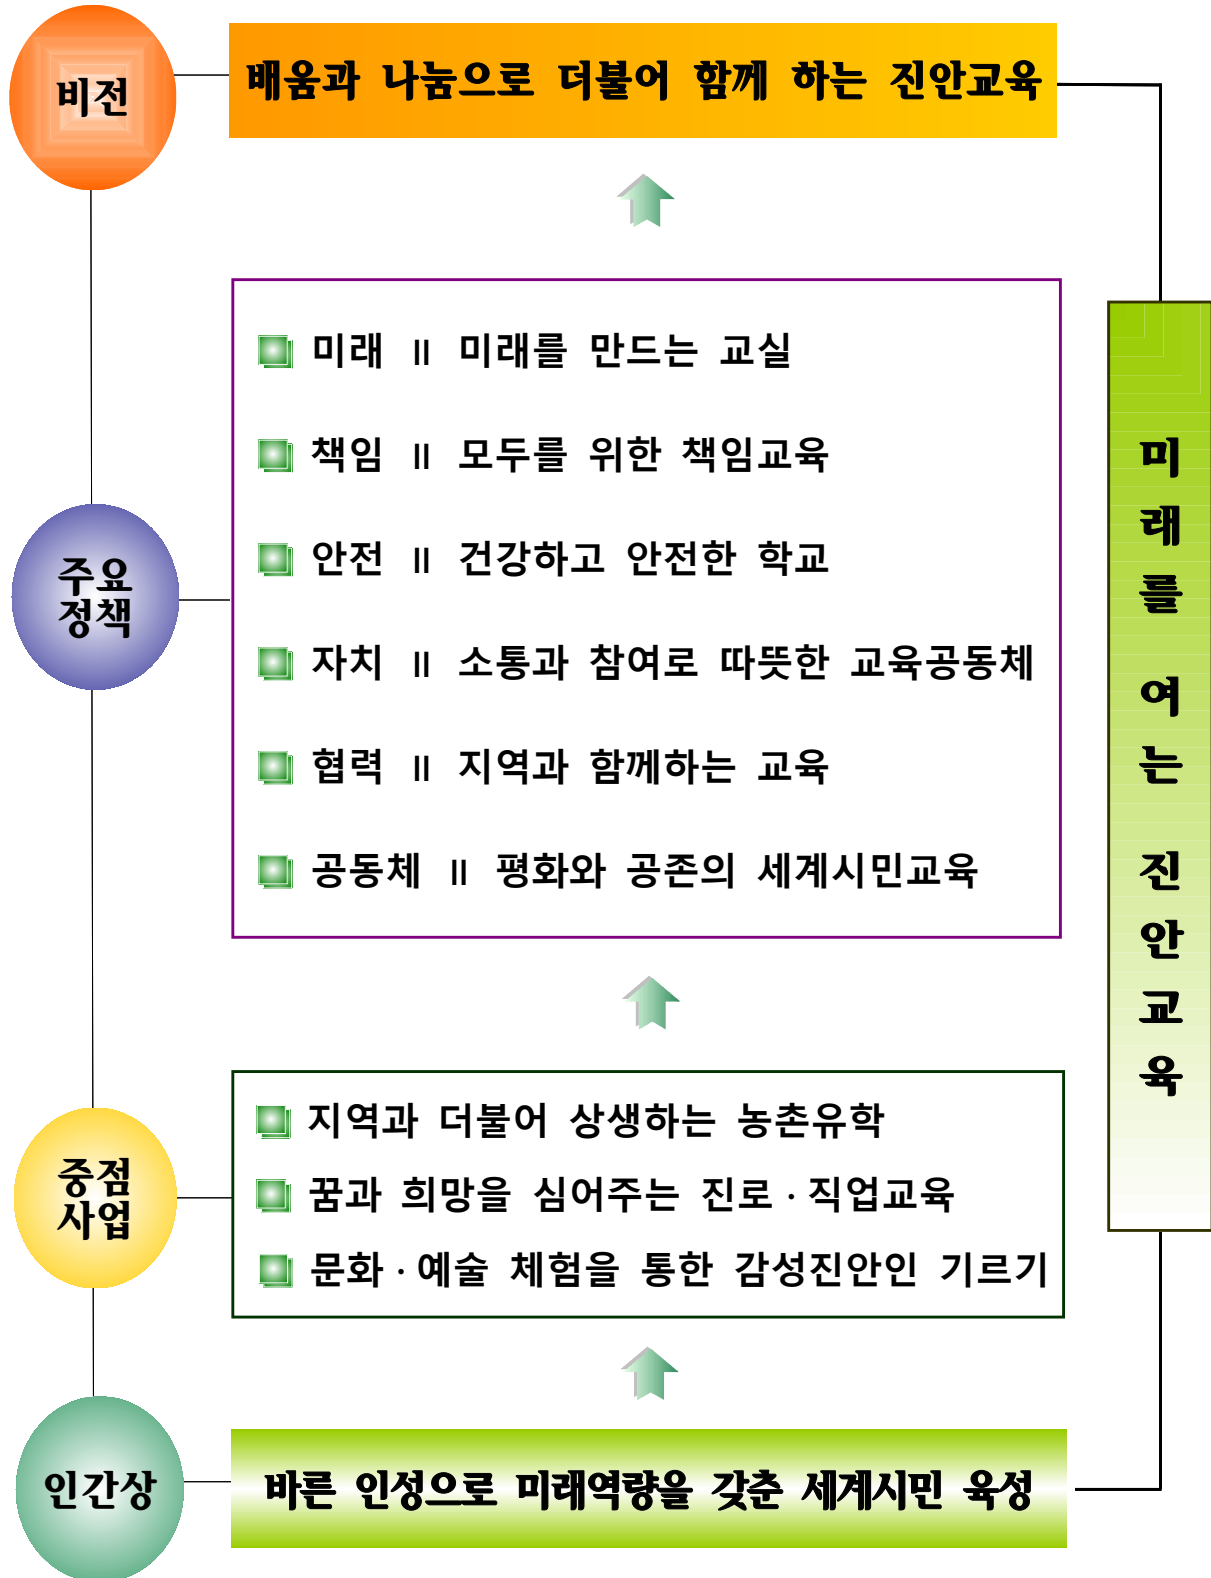 비전
배움과 나눔으로 더불어 함께 하는 진안교육
주요
정책
미래 || 미래를 만드는 교실
책임 || 모두를 위한 책임교육
안전 || 건강하고 안전한 학교
자치 || 소통과 참여로 따뜻한 교육공동체
협력 || 지역과 함께하는 교육
공동체 || 평화와 공존의 세계시민교육
중점
사업
지역과 더불어 상생하는 농촌유학
꿈과 희망을 심어주는 진로·직업교육
문화·예술 체험을 통한 감성진안인 기르기
인간상
바른 인성으로 미래역량을 갖춘 세계시민 육성
미래를 여는 진안교육